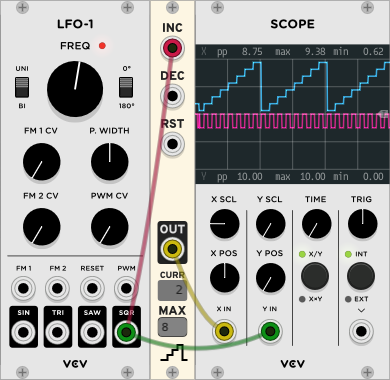 LFO-1
FREQ
UNI
0°
BI
180°
FM 1 CV
P. WIDTH
FM 2 CV
PWM CV
FM 1
FM 2
RESET
PWM
SIN
TRI
SAW
SQR
VCV
INC
DEC
RST
OUT
CURR
2
MAX
8
SCOPE
X pp 8.75 max 9.38 min 0.62
Y pp 10.00 max 10.00 min 0.00
X SCL
Y SCL
TIME
TRIG
X POS
Y POS
X/Y
INT
X×Y
EXT
X IN
Y IN
VCV